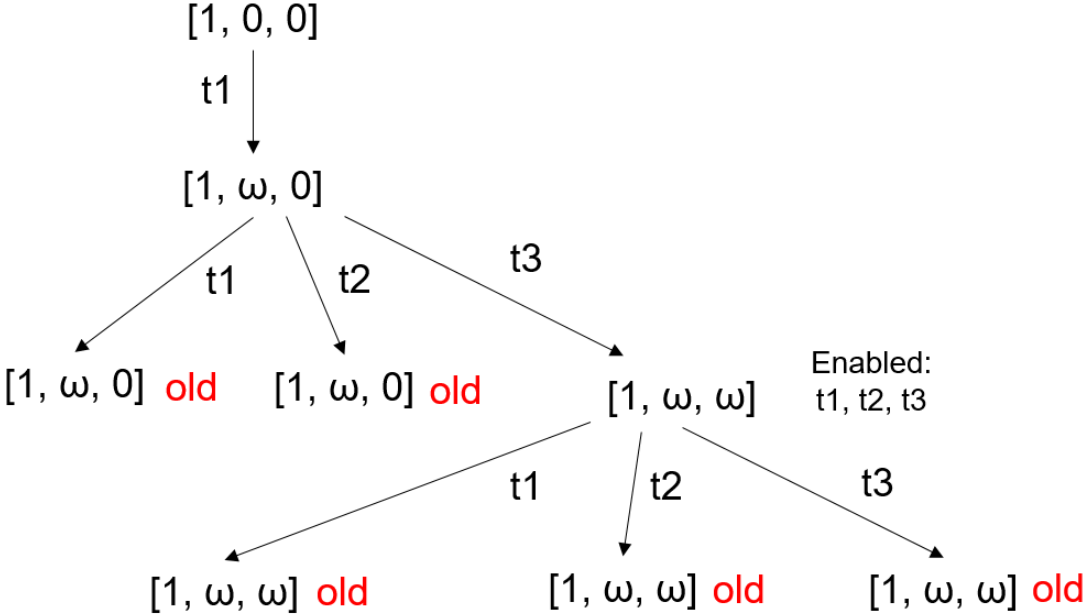 [1, 0, 0]
t1
[1, ω, 0]
t1
t2
t3
[1, ω, 0] old
[1, ω, 0] old
[1, ω, ω]
Enabled:
t1, t2, t3
t1
t2
t3
[1, ω, ω] old
[1, ω, ω] old
[1, ω, ω] old